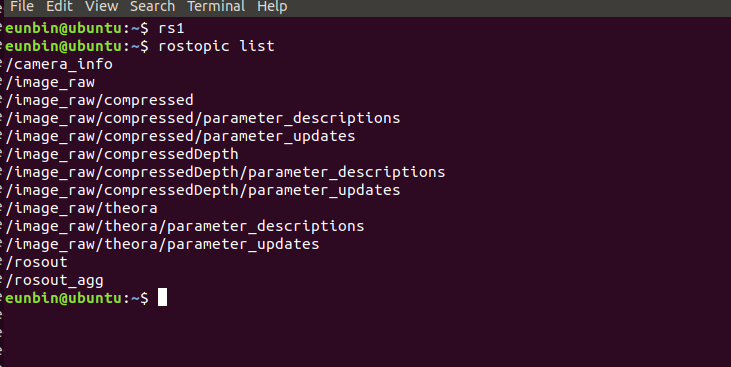 File Edit View Search Terminal Help
eunbin@ubuntu:~$ rs1
eunbin@ubuntu:~$ rostopic list
/camera_info
/image_raw
/image_raw/compressed
/image_raw/compressed/parameter_descriptions
/image_raw/compressed/parameter_updates
/image_raw/compressedDepth
/image_raw/compressedDepth/parameter_descriptions
/image_raw/compressedDepth/parameter_updates
/image_raw/theora
/image_raw/theora/parameter_descriptions
/image_raw/theora/parameter_updates
/rosout
/rosout_agg
eunbin@ubuntu:~$